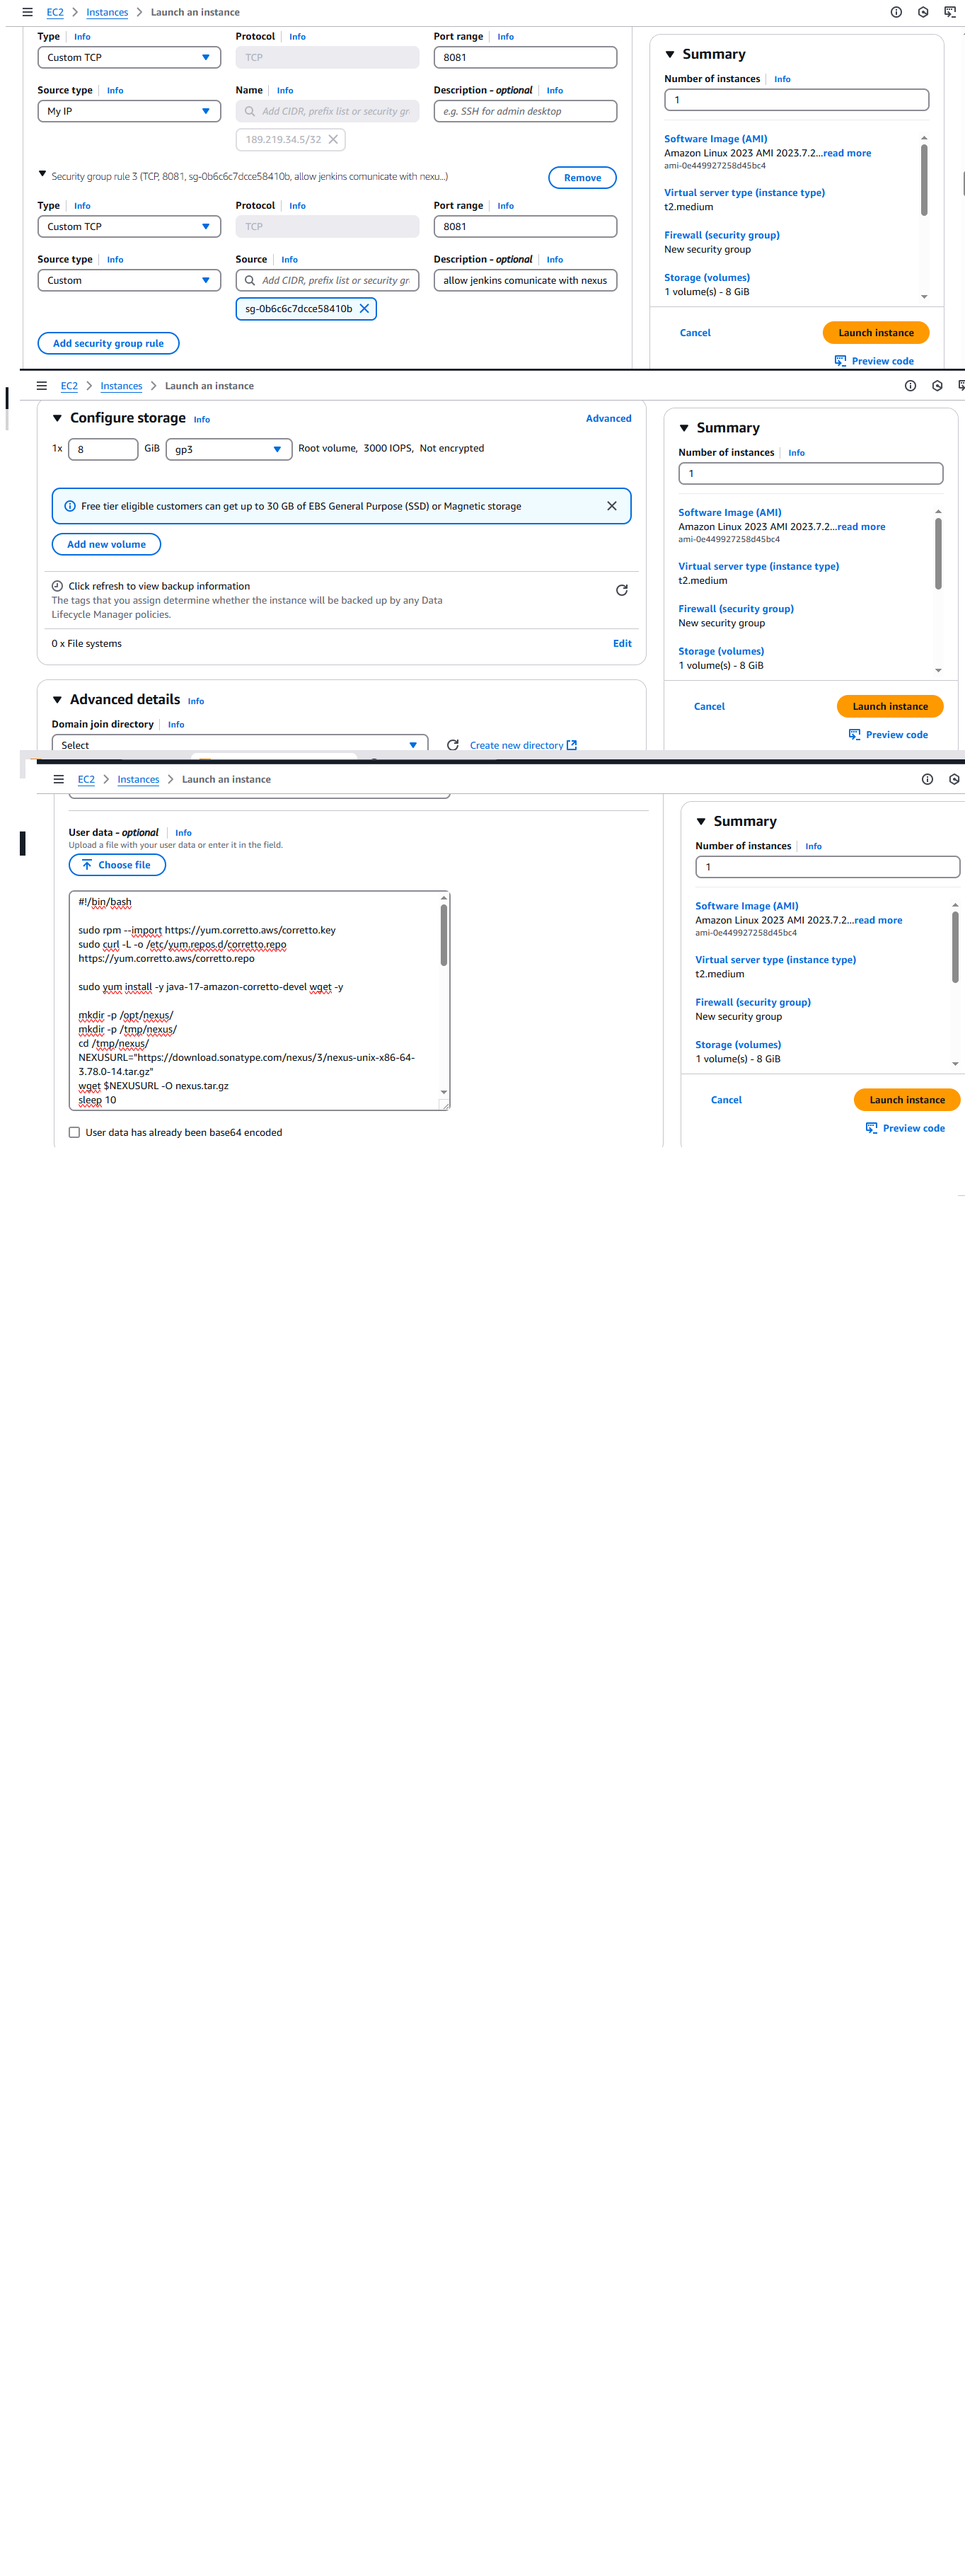 EC2 > Instances > Launch an instance
Type | Info Protocol | Info Port range | Info
Custom TCP TCP 8081
Source type | Info Name | Info Description - optional | Info
My IP Add CIDR, prefix list or security gr e.g. SSH for admin desktop
189.219.34.5/32
Security group rule 3 (TCP, 8081, sg-0b6c6c7dcce58410b, allow jenkins comunicate with nexu...) Remove
Type | Info Protocol | Info Port range | Info
Custom TCP TCP 8081
Source type | Info Source | Info Description - optional | Info
Custom Add CIDR, prefix list or security gr allow jenkins comunicate with nexus
sg-0b6c6c7dcce58410b
Add security group rule
Summary
Number of instances | Info
1
Software Image (AMI)
Amazon Linux 2023 AMI 2023.7.2...read more
ami-0e449927258d45bc4
Virtual server type (instance type)
t2.medium
Firewall (security group)
New security group
Storage (volumes)
1 volume(s) - 8 GiB
Cancel Launch instance
Preview code
EC2 > Instances > Launch an instance
Configure storage Info Advanced
1x 8 GiB gp3 Root volume, 3000 IOPS, Not encrypted
Free tier eligible customers can get up to 30 GB of EBS General Purpose (SSD) or Magnetic storage
Add new volume
Click refresh to view backup information
The tags that you assign determine whether the instance will be backed up by any Data
Lifecycle Manager policies.
0 x File systems Edit
Advanced details Info
Domain join directory | Info
Select Create new directory
Summary
Number of instances | Info
1
Software Image (AMI)
Amazon Linux 2023 AMI 2023.7.2...read more
ami-0e449927258d45bc4
Virtual server type (instance type)
t2.medium
Firewall (security group)
New security group
Storage (volumes)
1 volume(s) - 8 GiB
Cancel Launch instance
Preview code
EC2 > Instances > Launch an instance
User data - optional | Info
Upload a file with your user data or enter it in the field.
Choose file
#!/bin/bash
sudo rpm --import https://yum.corretto.aws/corretto.key
sudo curl -L -o /etc/yum.repos.d/corretto.repo
https://yum.corretto.aws/corretto.repo
sudo yum install -y java-17-amazon-corretto-devel wget -y
mkdir -p /opt/nexus/
mkdir -p /tmp/nexus/
cd /tmp/nexus/
NEXUSURL="https://download.sonatype.com/nexus/3/nexus-unix-x86-64-
3.78.0-14.tar.gz"
wget $NEXUSURL -O nexus.tar.gz
sleep 10
User data has already been base64 encoded
Summary
Number of instances | Info
1
Software Image (AMI)
Amazon Linux 2023 AMI 2023.7.2...read more
ami-0e449927258d45bc4
Virtual server type (instance type)
t2.medium
Firewall (security group)
New security group
Storage (volumes)
1 volume(s) - 8 GiB
Cancel Launch instance
Preview code